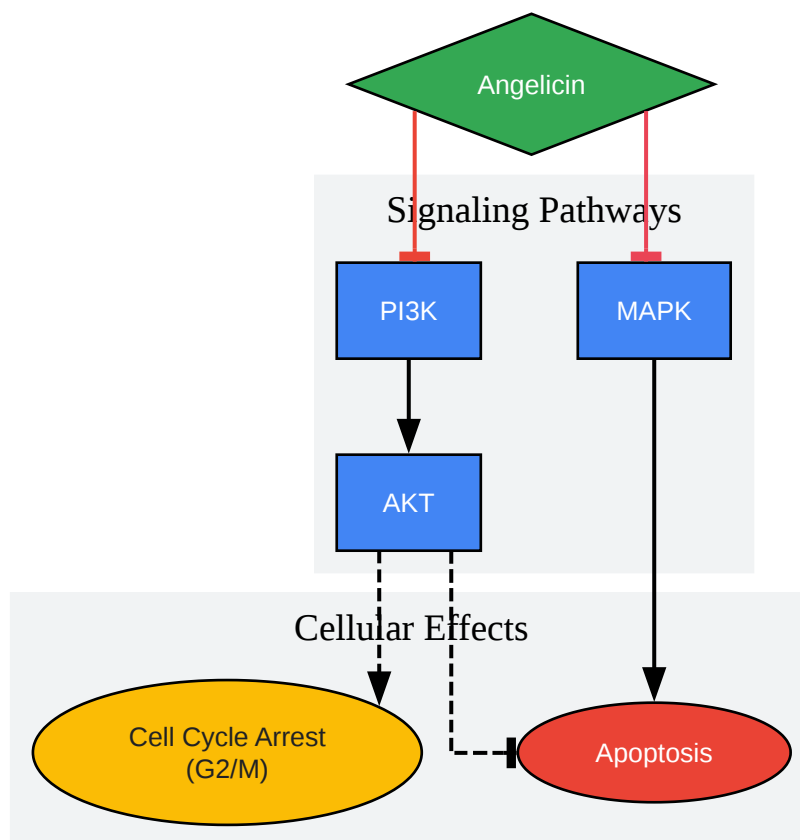 Angelicin
Signaling Pathways
PI3K
MAPK
AKT
Cellular Effects
Cell Cycle Arrest
(G2/M)
Apoptosis